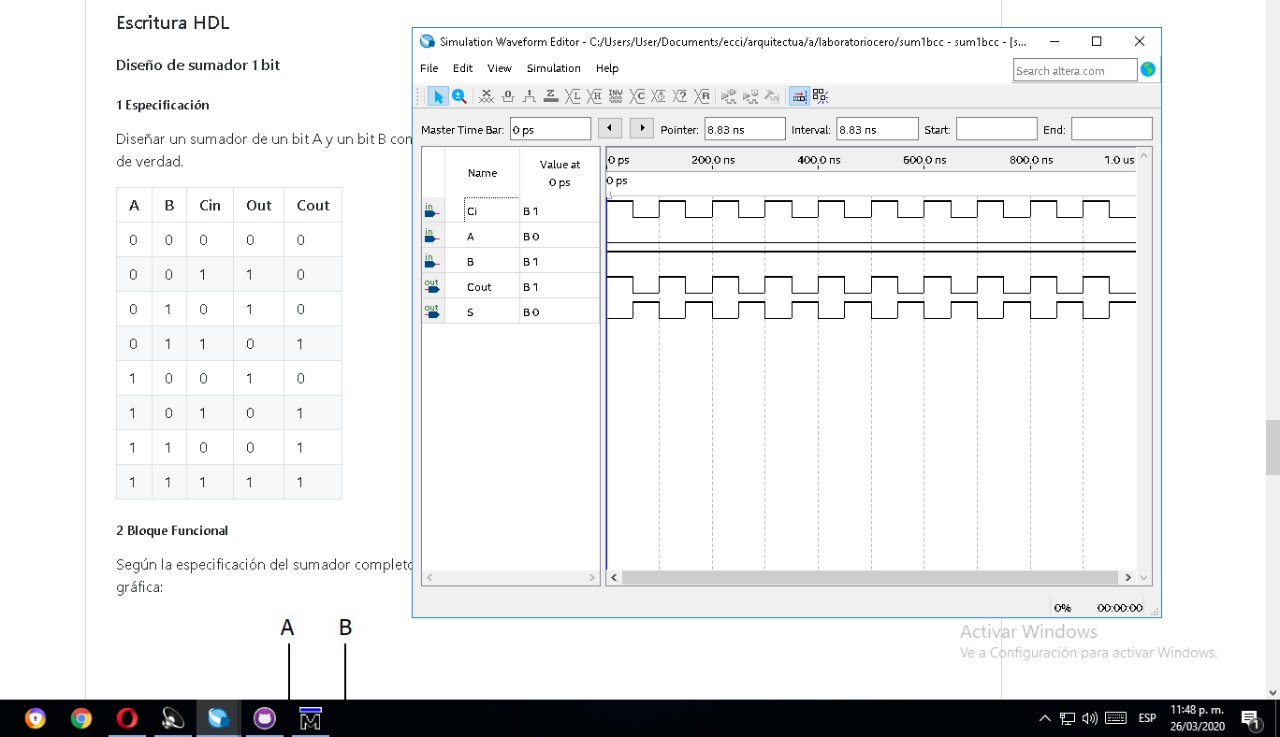 Escritura HDL
Diseño de sumador 1 bit
1 Especificación
Diseñar un sumador de un bit A y un bit B con
de verdad.
A B Cin Out Cout
0 0 0 0 0
0 0 1 1 0
0 1 0 1 0
0 1 1 0 1
1 0 0 1 0
1 0 1 0 1
1 1 0 0 1
1 1 1 1 1
2 Bloque Funcional
Según la especificación del sumador completo
gráfica:
A B
Simulation Waveform Editor - C:/Users/User/Documents/ecci/arquitectua/a/laboratoriocero/sum1bcc - sum1bcc - [s...
File Edit View Simulation Help
Search altera.com
Master Time Bar: 0 ps Pointer: 8.83 ns Interval: 8.83 ns Start: End:
Name Value at 0 ps
0 ps 200.0 ns 400.0 ns 600.0 ns 800.0 ns 1.0 us
0 ps
in Ci B 1
in A B 0
in B B 1
out Cout B 1
out S B 0
0% 00:00:00
Activar Windows
Ve a Configuración para activar Windows.
ESP
11:48 p. m.
26/03/2020
1